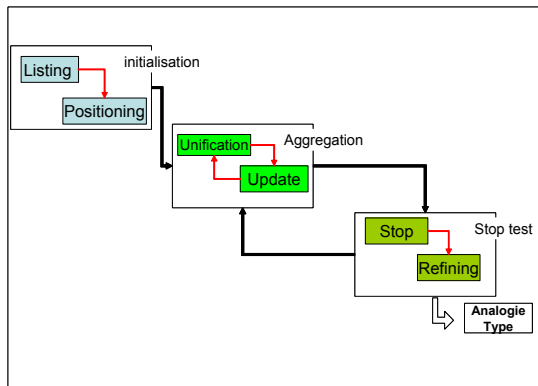 initialisation
Listing
Positioning
Aggregation
Unification
Update
Stop test
Stop
Refining
Analogie
Type